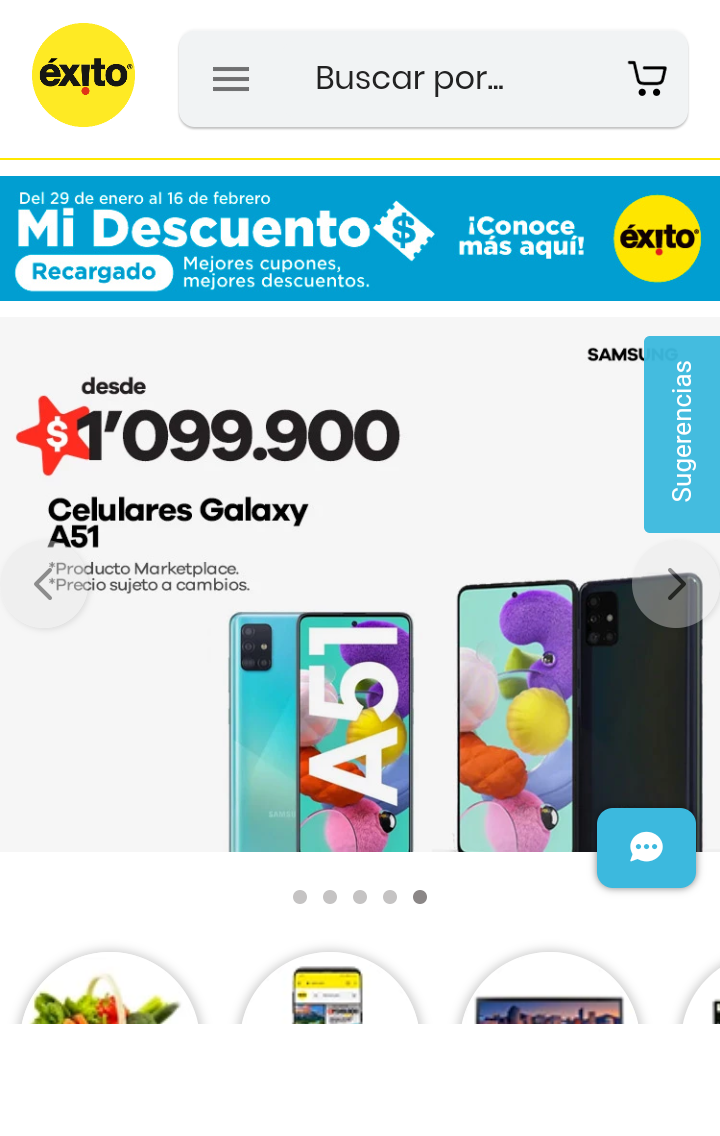 éxito
Buscar por...
Del 29 de enero al 16 de febrero
Mi Descuento $
Recargado
Mejores cupones,
mejores descuentos.
¡Conoce
más aquí!
éxito
SAMSUNG
Sugerencias
desde
$ 1'099.900
Celulares Galaxy
A51
*Producto Marketplace.
*Precio sujeto a cambios.
A51
SAMSUNG